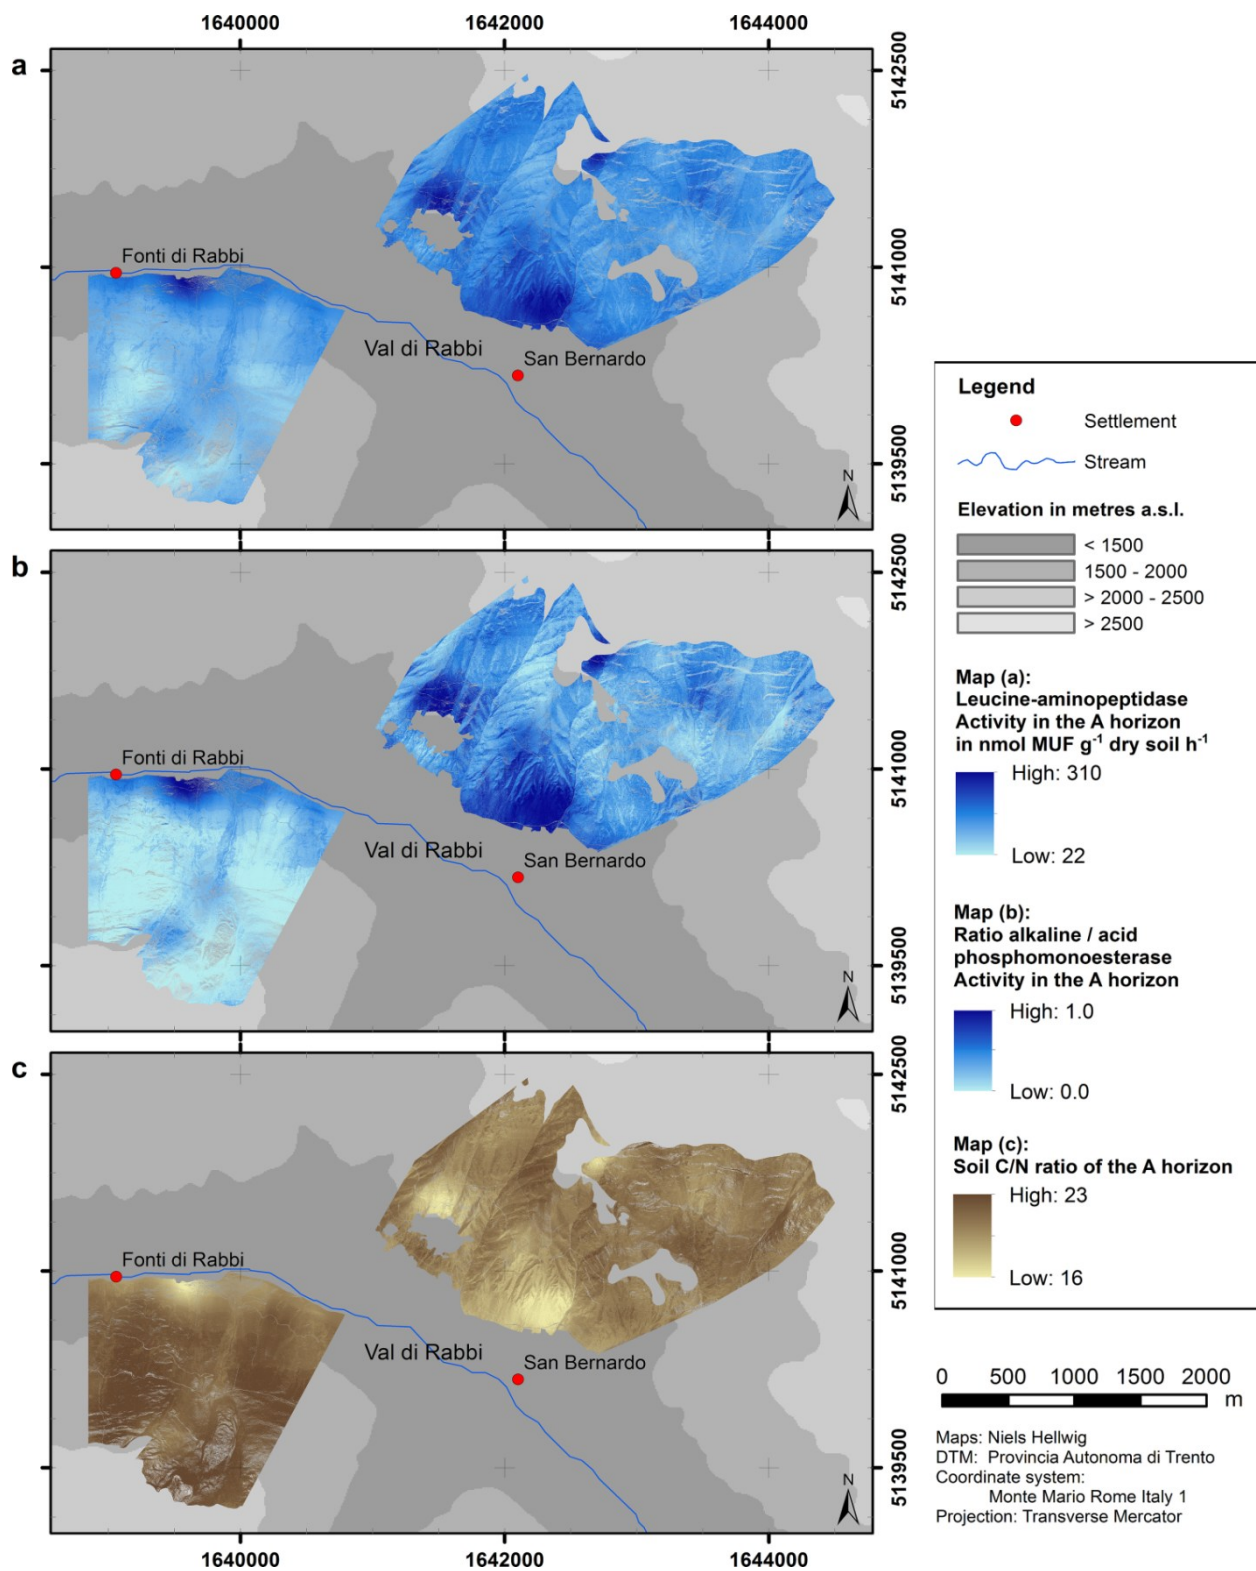 1640000 1642000 1644000
a
5142500
Fonti di Rabbi
5141000
Val di Rabbi
San Bernardo
5139500
N
b
5142500
Fonti di Rabbi
5141000
Val di Rabbi
San Bernardo
5139500
N
c
5142500
Fonti di Rabbi
5141000
Val di Rabbi
San Bernardo
5139500
N
1640000 1642000 1644000
Legend
Settlement
Stream
Elevation in metres a.s.l.
< 1500
1500 - 2000
> 2000 - 2500
> 2500
Map (a):
Leucine-aminopeptidase
Activity in the A horizon
in nmol MUF g⁻¹ dry soil h⁻¹
High: 310
Low: 22
Map (b):
Ratio alkaline / acid
phosphomonoesterase
Activity in the A horizon
High: 1.0
Low: 0.0
Map (c):
Soil C/N ratio of the A horizon
High: 23
Low: 16
0 500 1000 1500 2000
m
Maps: Niels Hellwig
DTM: Provincia Autonoma di Trento
Coordinate system:
Monte Mario Rome Italy 1
Projection: Transverse Mercator